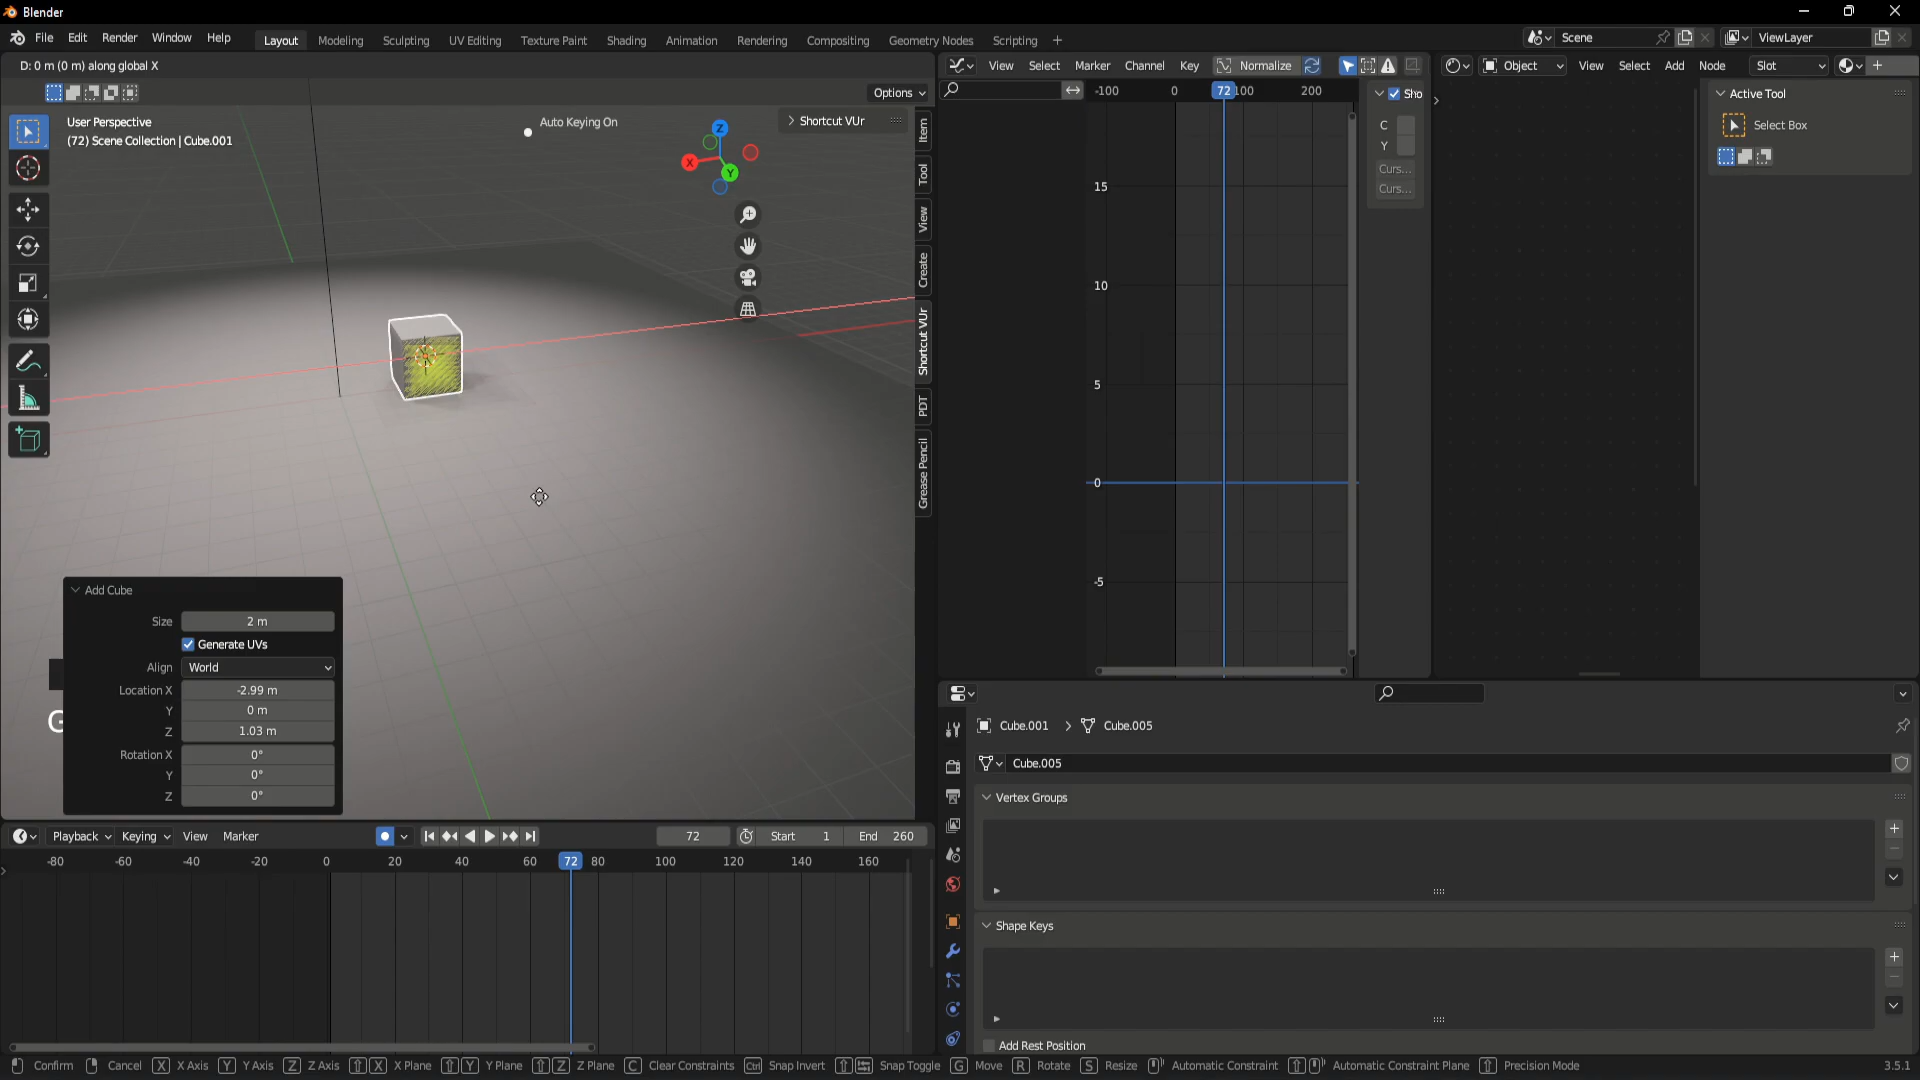 Blender
File Edit Render Window Help
Layout Modeling Sculpting UV Editing Texture Paint Shading Animation Rendering Compositing Geometry Nodes Scripting +
Scene
ViewLayer
D: 0 m (0 m) along global X
Options
User Perspective
(72) Scene Collection | Cube.001
Auto Keying On
Shortcut VUr
Z
X
Y
Item
Tool
View
Create
Shortcut VUr
PDT
Grease Pencil
View Select Marker Channel Key Normalize
-100 0 72 100 200
15
10
5
0
-5
Sho
C
Y
Curs...
Curs...
Object View Select Add Node Slot
Active Tool
Select Box
G
Add Cube
Size 2 m
Generate UVs
Align World
Location X -2.99 m
Y 0 m
Z 1.03 m
Rotation X 0°
Y 0°
Z 0°
Playback Keying View Marker
72 Start 1 End 260
-80 -60 -40 -20 0 20 40 60 72 80 100 120 140 160
Cube.001 > Cube.005
Cube.005
Vertex Groups
Shape Keys
Add Rest Position
Confirm Cancel X X Axis Y Y Axis Z Z Axis X X Plane Y Y Plane Z Z Plane C Clear Constraints Ctrl Snap Invert Snap Toggle G Move R Rotate S Resize Automatic Constraint Automatic Constraint Plane Precision Mode 3.5.1